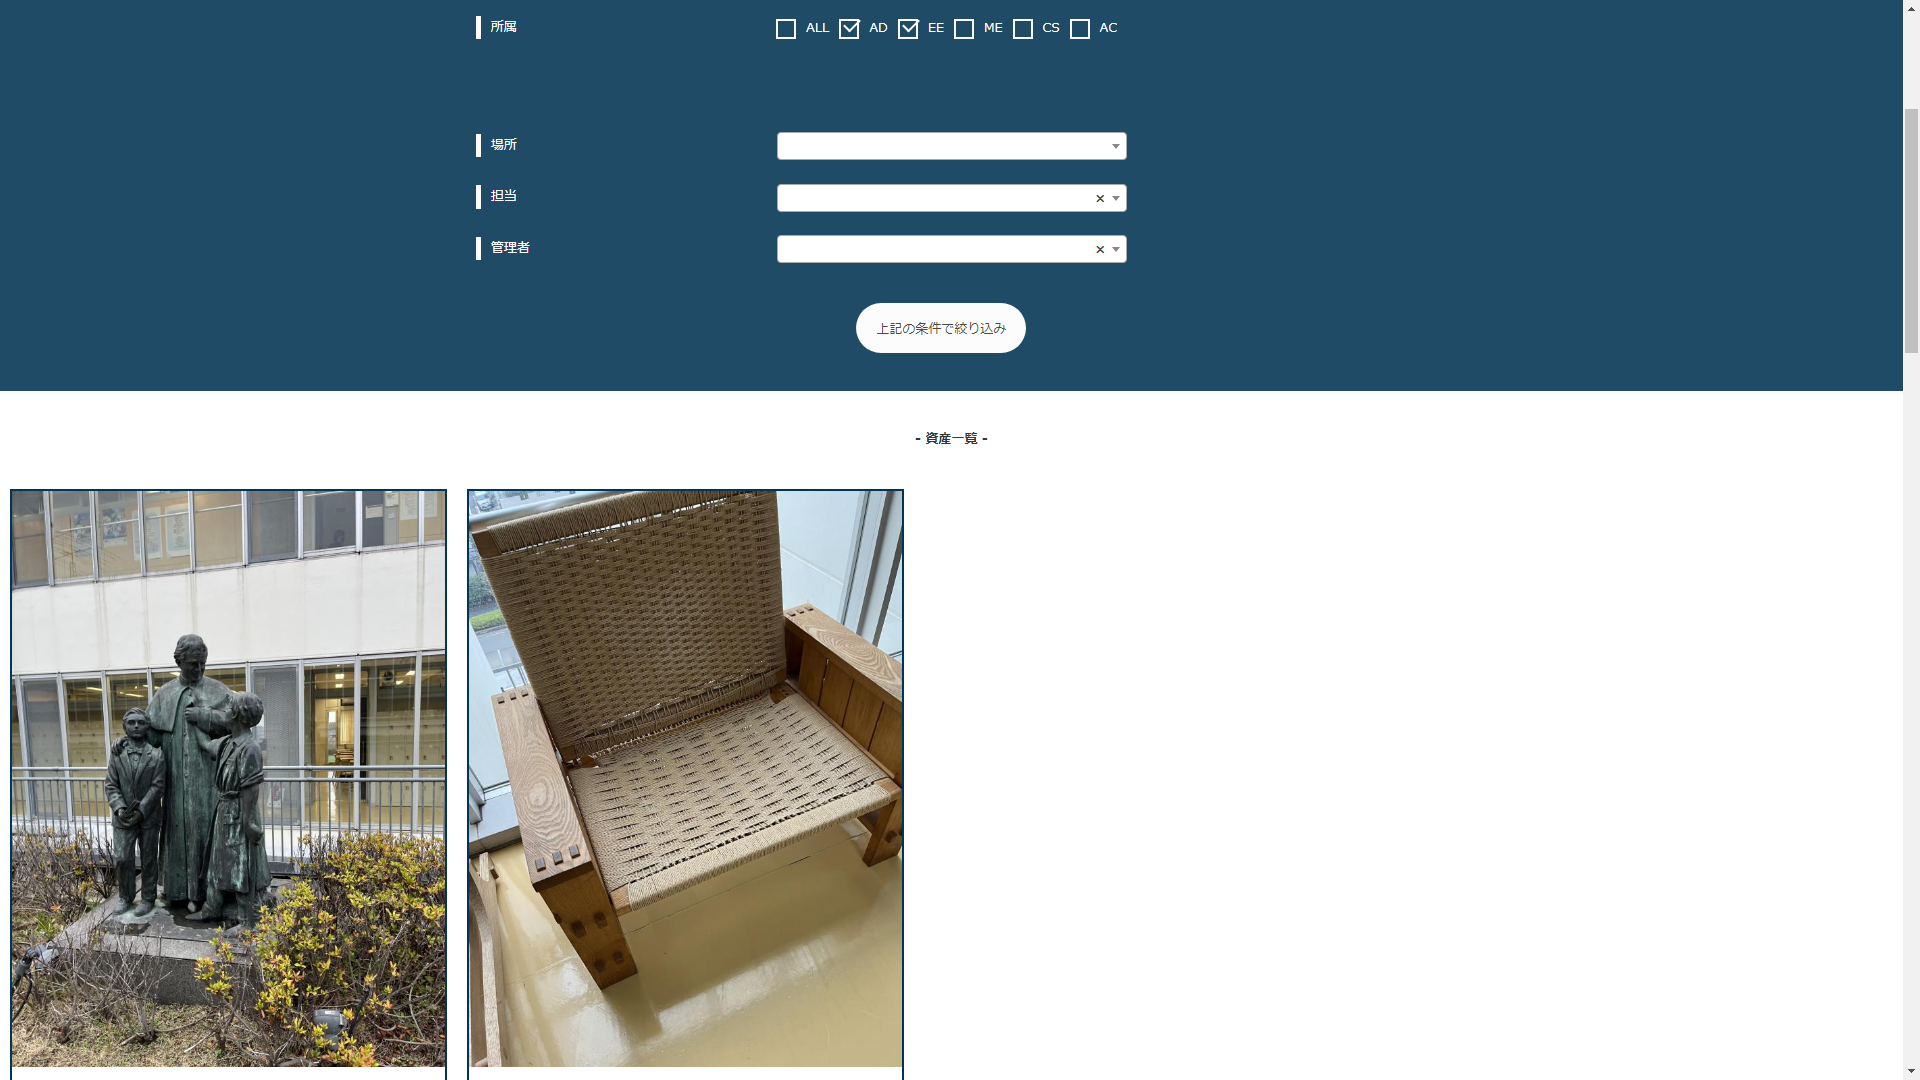 所属 ALL AD EE ME CS AC
場所
担当 ×
管理者 ×
上記の条件で絞り込み
- 資産一覧 -